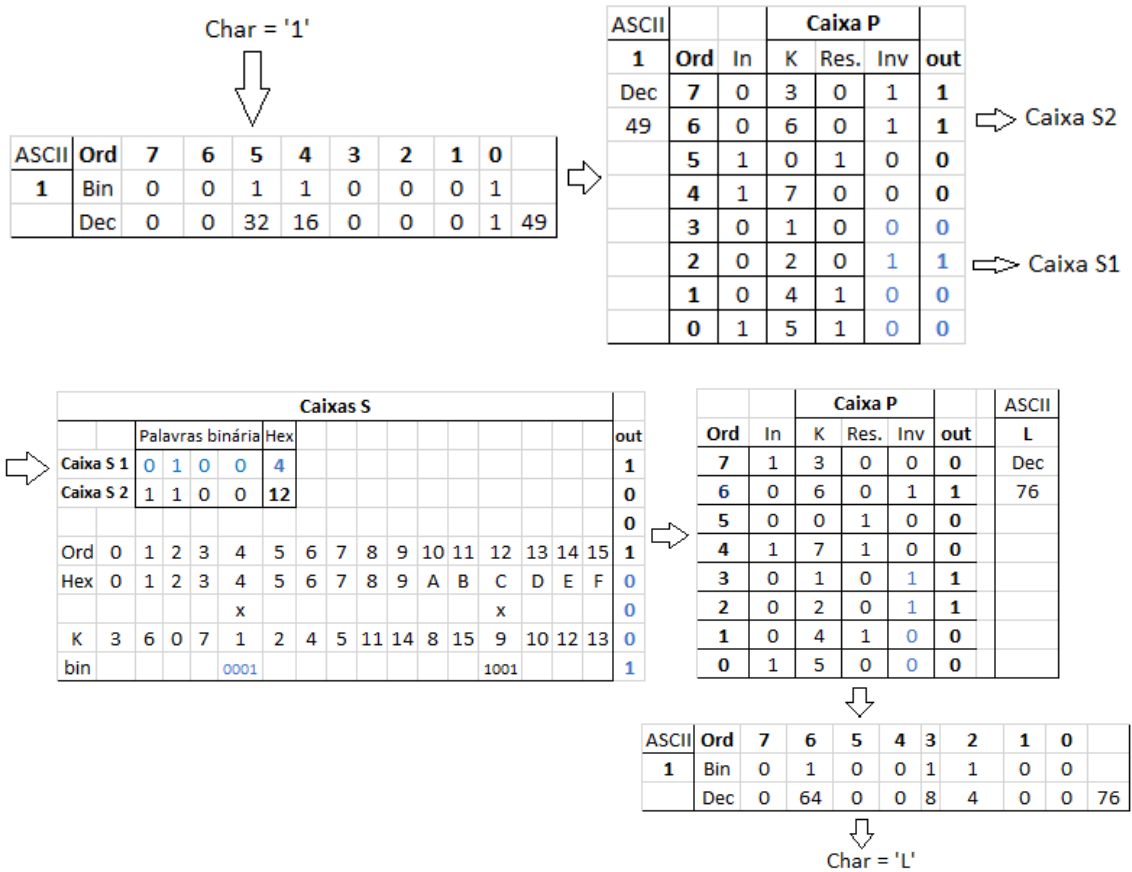 Char = '1'
ASCII Ord 7 6 5 4 3 2 1 0
1 Bin 0 0 1 1 0 0 0 1
Dec 0 0 32 16 0 0 0 1 49
ASCII Caixa P
1 Ord In K Res. Inv out
Dec 7 0 3 0 1 1
49 6 0 6 0 1 1
5 1 0 1 0 0
4 1 7 0 0 0
3 0 1 0 0 0
2 0 2 0 1 1
1 0 4 1 0 0
0 1 5 1 0 0
Caixa S2
Caixa S1
Caixas S
Palavras binária Hex out
Caixa S 1 0 1 0 0 4 1
Caixa S 2 1 1 0 0 12 0
0
Ord 0 1 2 3 4 5 6 7 8 9 10 11 12 13 14 15 1
Hex 0 1 2 3 4 5 6 7 8 9 A B C D E F 0
x x 0
K 3 6 0 7 1 2 4 5 11 14 8 15 9 10 12 13 0
bin 0001 1001 1
Caixa P ASCII
Ord In K Res. Inv out L
7 1 3 0 0 0 Dec
6 0 6 0 1 1 76
5 0 0 1 0 0
4 1 7 1 0 0
3 0 1 0 1 1
2 0 2 0 1 1
1 0 4 1 0 0
0 1 5 0 0 0
ASCII Ord 7 6 5 4 3 2 1 0
1 Bin 0 1 0 0 1 1 0 0
Dec 0 64 0 0 8 4 0 0 76
Char = 'L'